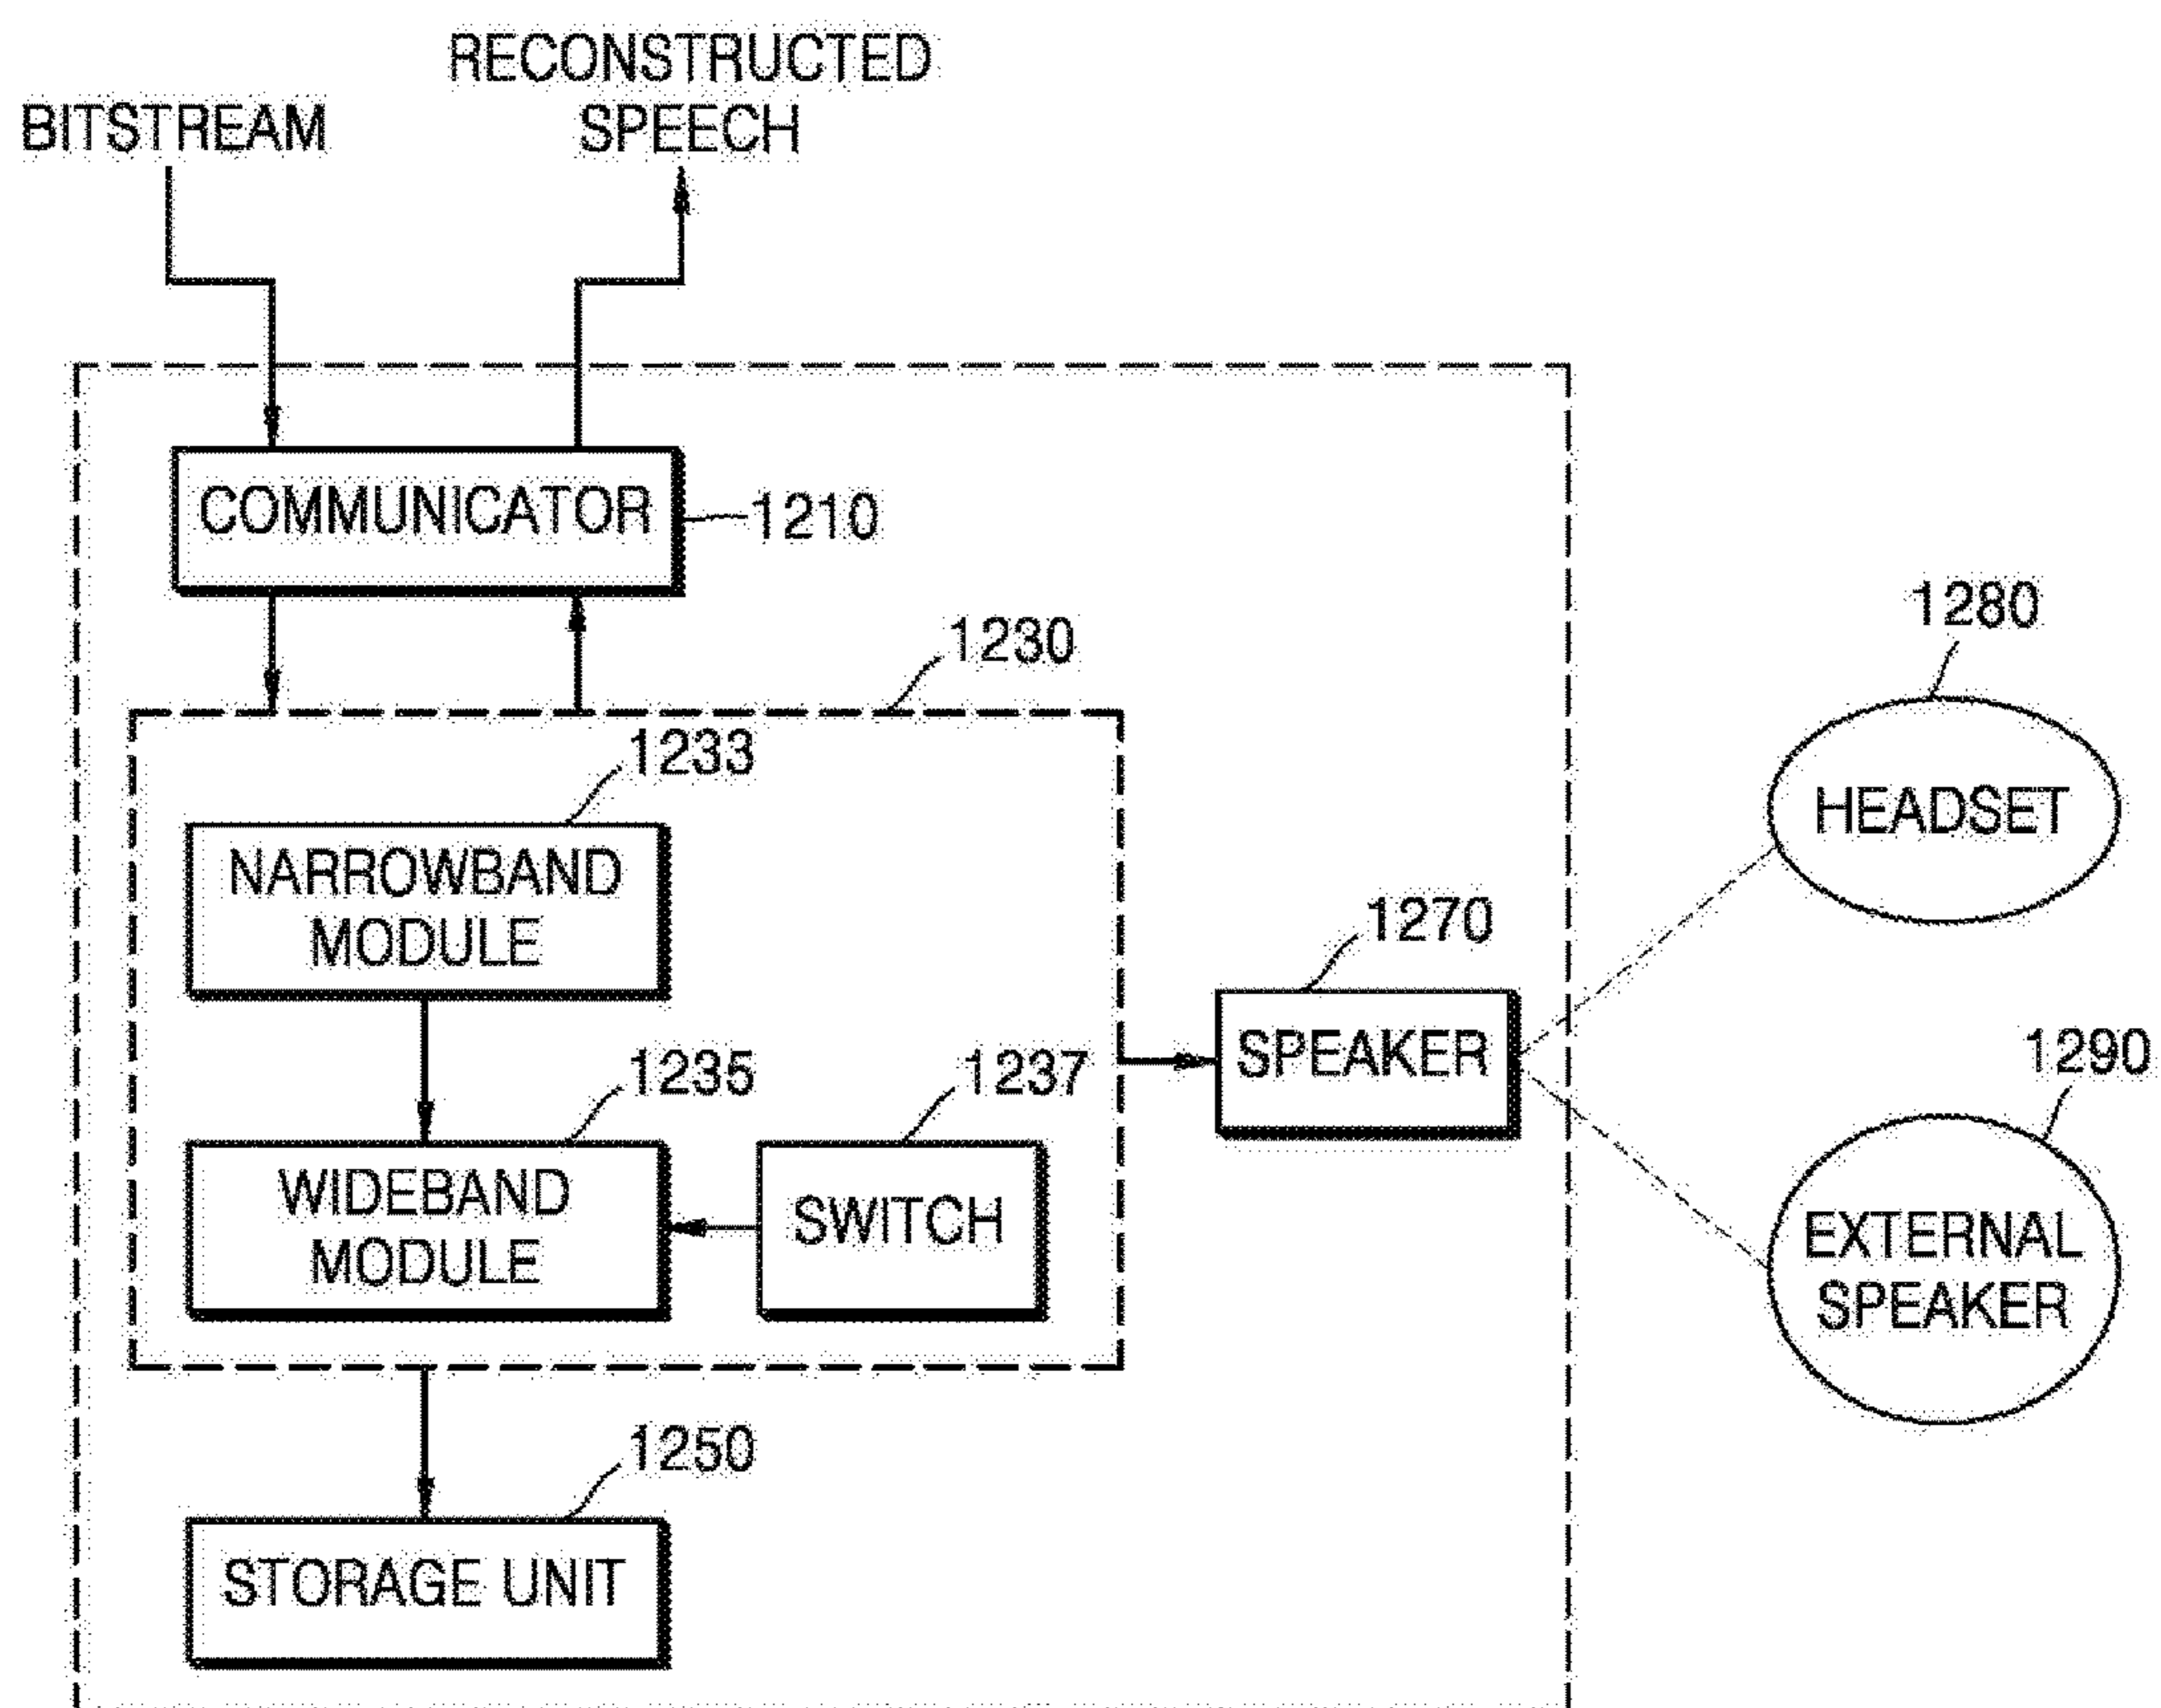 RECONSTRUCTED
SPEECH
BITSTREAM
COMMUNICATOR
1210
1230
1280
1233
HEADSET
NARROWBAND
MODULE
1270
SPEAKER
1235
1237
1290
WIDEBAND
MODULE
SWITCH
EXTERNAL
SPEAKER
1250
STORAGE UNIT